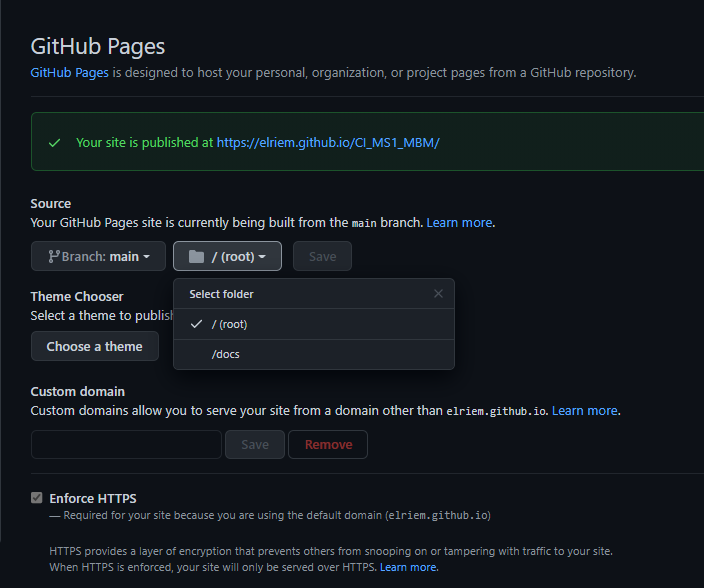 GitHub Pages
GitHub Pages is designed to host your personal, organization, or project pages from a GitHub repository.
Your site is published at https://elriem.github.io/CI_MS1_MBM/
Source
Your GitHub Pages site is currently being built from the main branch. Learn more.
Branch: main / (root) Save
Select folder
/ (root)
/docs
Theme Chooser
Select a theme to publish
Choose a theme
Custom domain
Custom domains allow you to serve your site from a domain other than elriem.github.io. Learn more.
Save Remove
Enforce HTTPS
— Required for your site because you are using the default domain (elriem.github.io)
HTTPS provides a layer of encryption that prevents others from snooping on or tampering with traffic to your site.
When HTTPS is enforced, your site will only be served over HTTPS. Learn more.